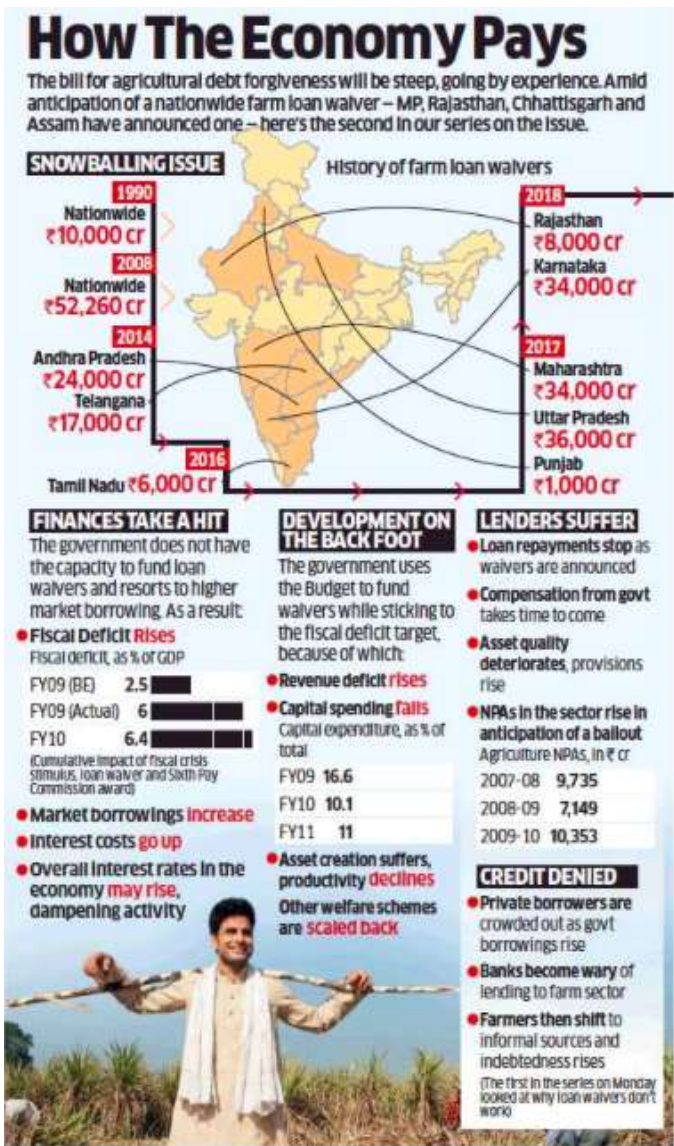 How The Economy Pays
The bill for agricultural debt forgiveness will be steep, going by experience. Amid
anticipation of a nationwide farm loan waiver – MP, Rajasthan, Chhattisgarh and
Assam have announced one – here's the second in our series on the issue.
SNOWBALLING ISSUE
History of farm loan waivers
1990
Nationwide
₹10,000 cr
2008
Nationwide
₹52,260 cr
2014
Andhra Pradesh
₹24,000 cr
Telangana
₹17,000 cr
2016
Tamil Nadu ₹6,000 cr
2018
Rajasthan
₹8,000 cr
Karnataka
₹34,000 cr
2017
Maharashtra
₹34,000 cr
Uttar Pradesh
₹36,000 cr
Punjab
₹1,000 cr
FINANCES TAKE A HIT
The government does not have
the capacity to fund loan
waivers and resorts to higher
market borrowing. As a result:
Fiscal Deficit Rises
Fiscal deficit, as % of GDP
FY09 (BE) 2.5
FY09 (Actual) 6
FY10 6.4
(Cumulative impact of fiscal crisis
stimulus, loan waiver and Sixth Pay
Commission award)
Market borrowings increase
Interest costs go up
Overall interest rates in the
economy may rise,
dampening activity
DEVELOPMENT ON
THE BACK FOOT
The government uses
the Budget to fund
waivers while sticking to
the fiscal deficit target,
because of which:
Revenue deficit rises
Capital spending falls
Capital expenditure, as % of
total
FY09 16.6
FY10 10.1
FY11 11
Asset creation suffers,
productivity declines
Other welfare schemes
are scaled back
LENDERS SUFFER
Loan repayments stop as
waivers are announced
Compensation from govt
takes time to come
Asset quality
deteriorates, provisions
rise
NPAs in the sector rise in
anticipation of a bailout
Agriculture NPAs, in ₹ cr
2007-08 9,735
2008-09 7,149
2009-10 10,353
CREDIT DENIED
Private borrowers are
crowded out as govt
borrowings rise
Banks become wary of
lending to farm sector
Farmers then shift to
informal sources and
indebtedness rises
(The first in the series on Monday
looked at why loan waivers don't
work)